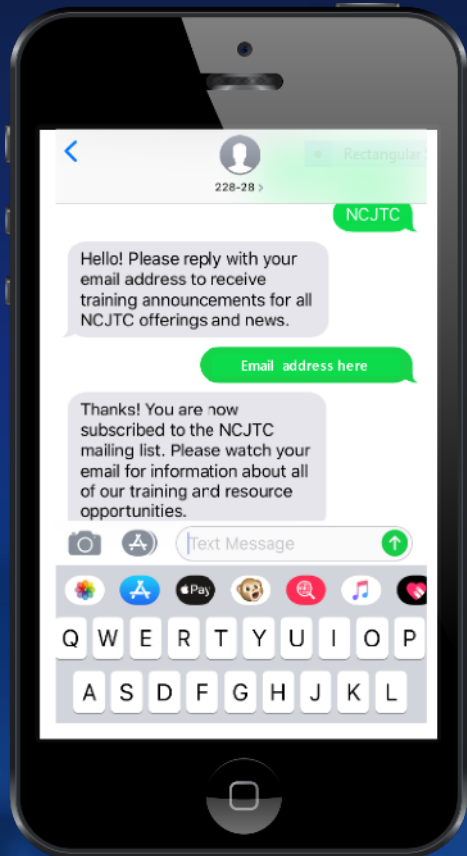 Rectangular
228-28 >
NCJTC
Hello! Please reply with your
email address to receive
training announcements for all
NCJTC offerings and news.
Email address here
Thanks! You are now
subscribed to the NCJTC
mailing list. Please watch your
email for information about all
of our training and resource
opportunities.
Text Message
Pay
Q W E R T Y U I O P
A S D F G H J K L